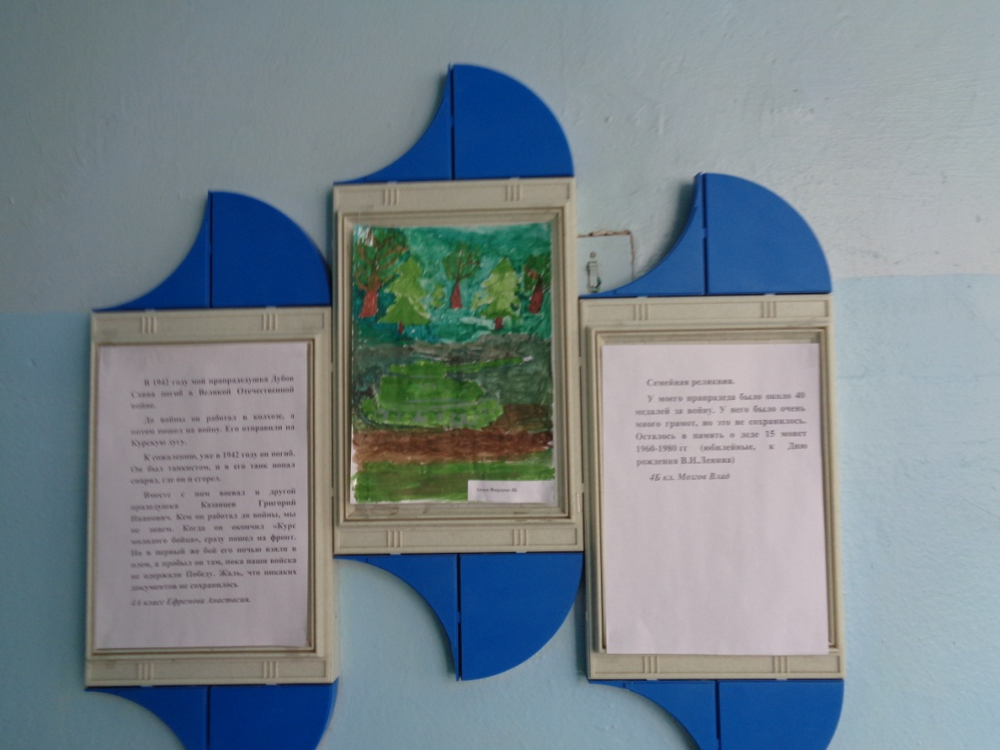 В 1942 году мой прапрадедушка Дубов
Савва погиб в Великой Отечественной
войне.
До войны он работал в колхозе, а
потом пошел на войну. Его отправили на
Курскую дугу.
К сожалению, уже в 1942 году он погиб.
Он был танкистом, и в его танк попал
снаряд, где он и сгорел.
Вместе с ним воевал и другой
прадедушка Казанцев Григорий
Иванович. Кем он работал до войны, мы
не знаем. Когда он окончил «Курс
молодого бойца», сразу пошел на фронт.
Но в первый же бой его ночью взяли в
плен, и пробыл он там, пока наши войска
не одержали Победу. Жаль, что никаких
документов не сохранилось
4А класс Ефремова Анастасия.
4Б
Семейная реликвия.
У моего прапрадеда было около 40
медалей за войну. У него было очень
много грамот, но это не сохранилось.
Осталось в память о деде 15 монет
1960-1980 гг (юбилейные, к Дню
рождения В.И.Ленина)
4Б кл. Мозгов Влад